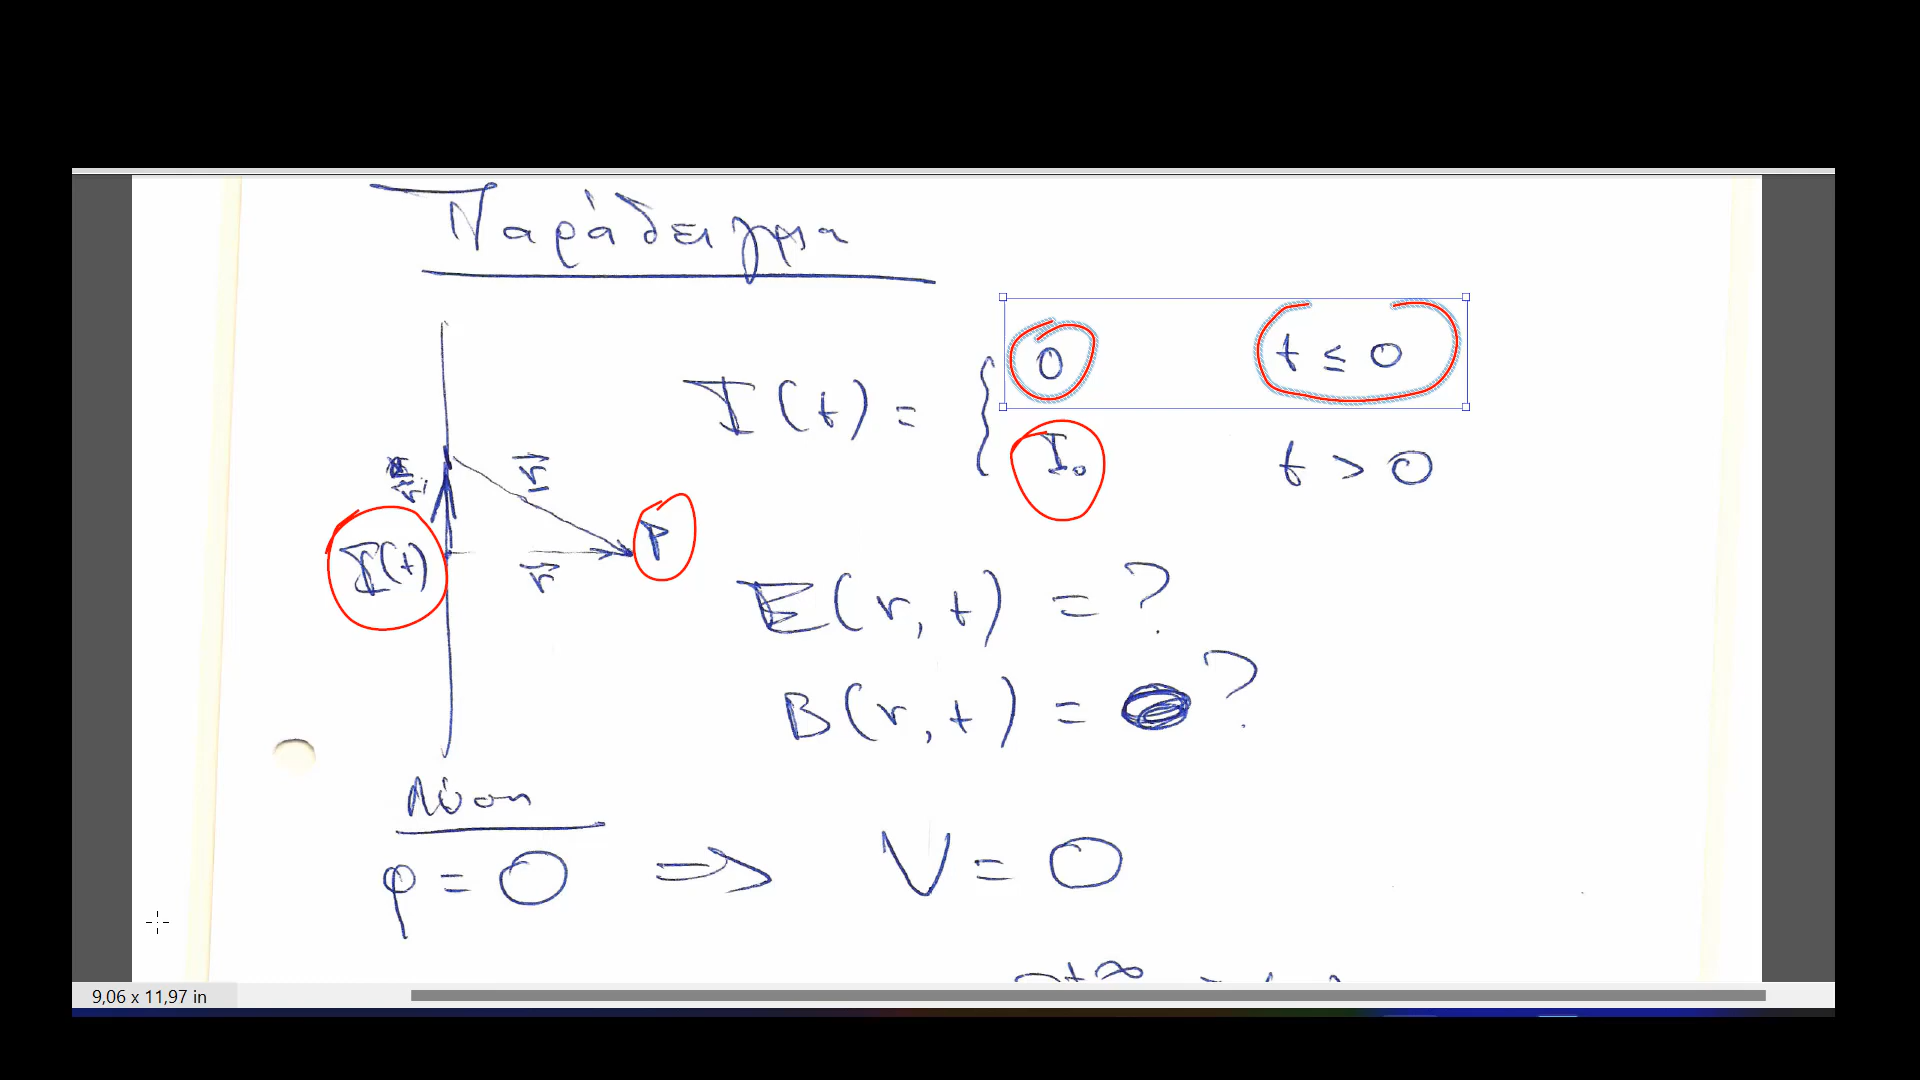 Παράδειγμα
I(t) = { 0 t ≤ 0
I₀ t > 0
r⃗
I(t)
P
r⃗
E(r, t) = ?
B(r, t) = ?
Λύση
ρ = 0 ⇒ V = 0
+∞
9,06 x 11,97 in